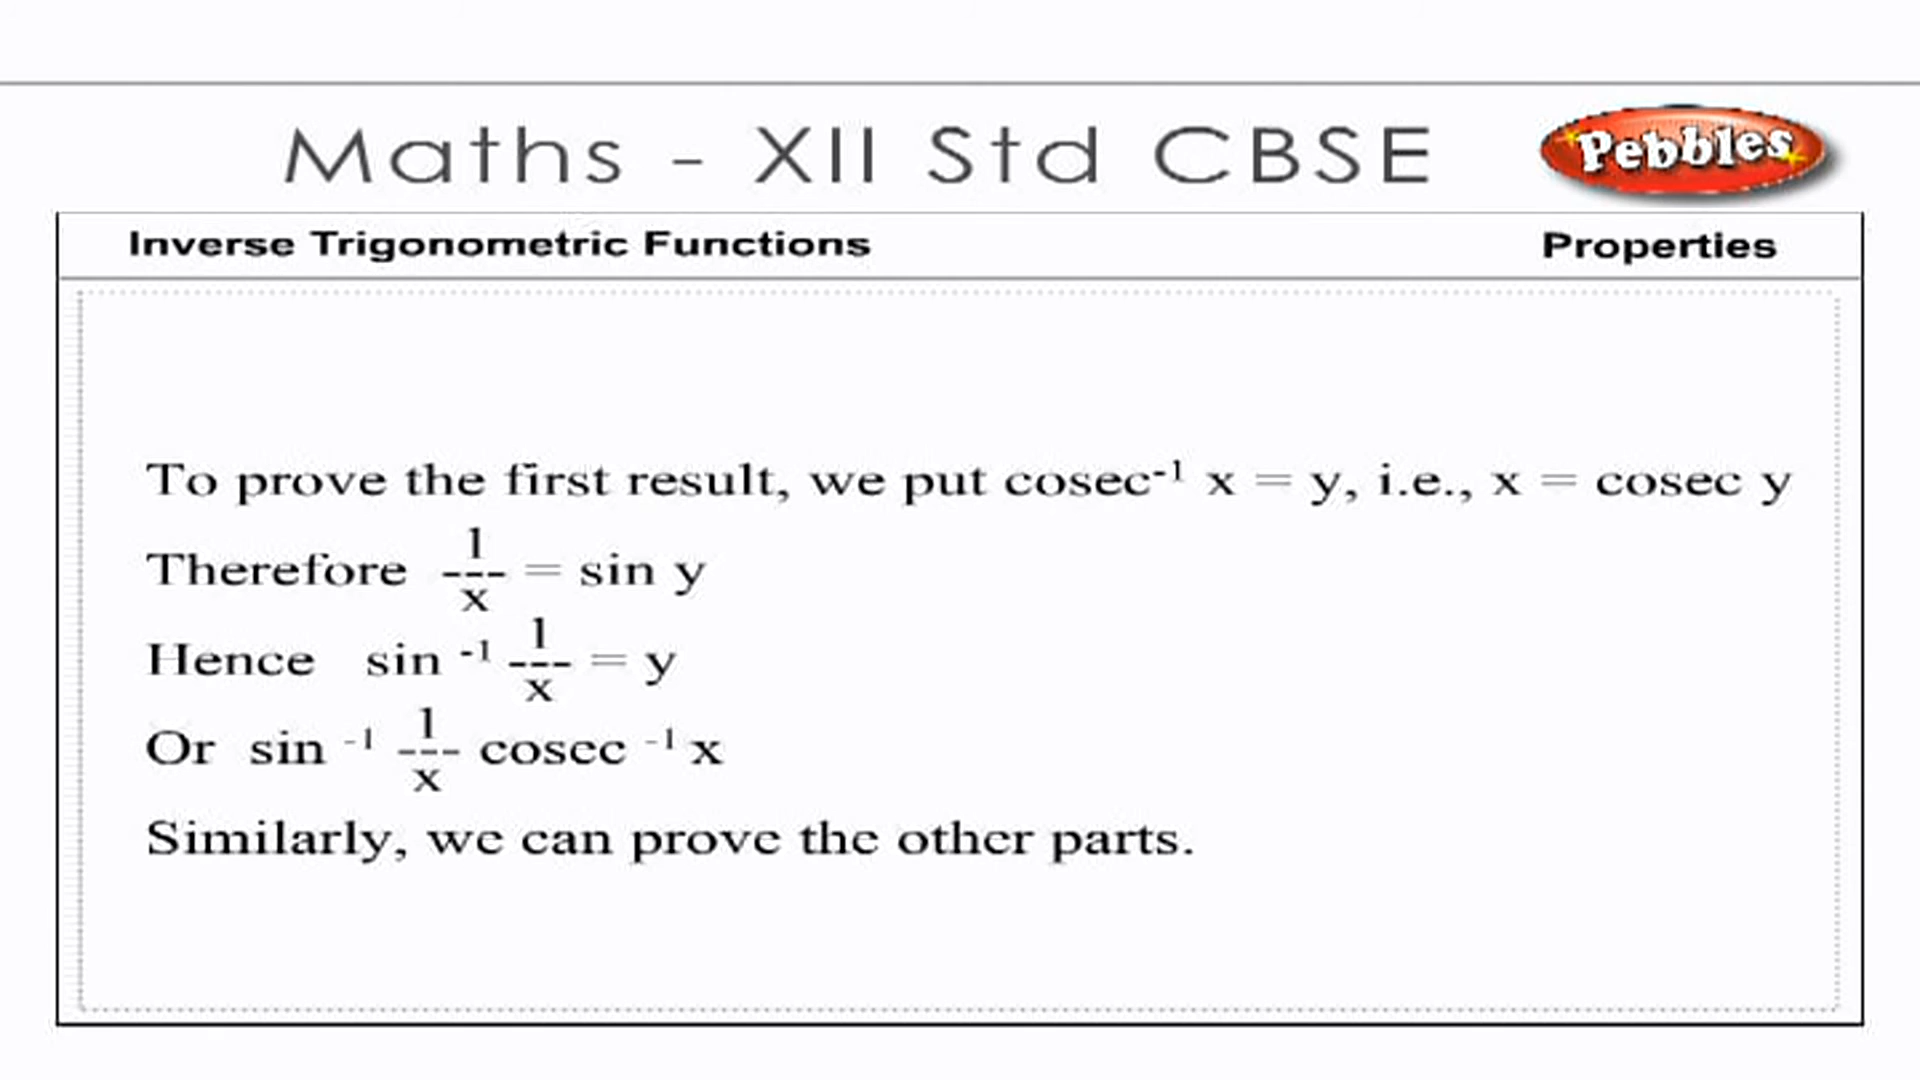 Maths - XII Std CBSE
Pebbles
Inverse Trigonometric Functions
Properties
To prove the first result, we put cosec⁻¹ x = y, i.e., x = cosec y
Therefore 1/x = sin y
Hence sin ⁻¹ 1/x = y
Or sin ⁻¹ 1/x cosec ⁻¹ x
Similarly, we can prove the other parts.